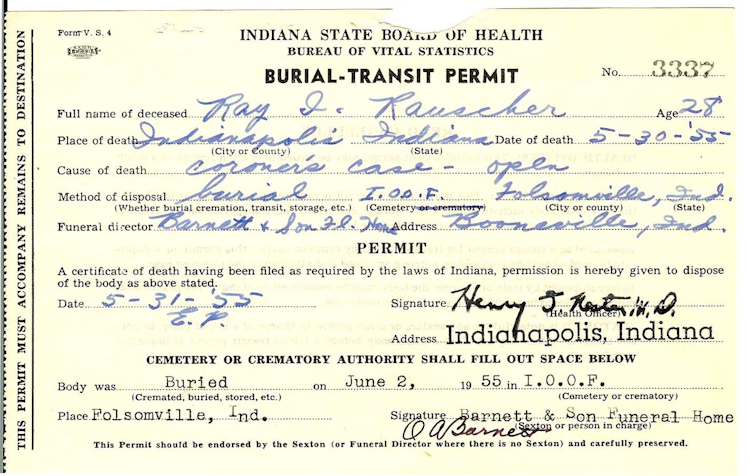 Form V. S. 4
INDIANA STATE BOARD OF HEALTH
BUREAU OF VITAL STATISTICS
BURIAL-TRANSIT PERMIT
No. 3337
Full name of deceased Ray I. Rauscher Age 28
Place of death Indianapolis Indiana Date of death 5-30-'55
(City or County) (State)
Cause of death coroner's case - open
Method of disposal burial I.O.O.F. Folsomville, Ind.
(Whether burial cremation, transit, storage, etc.) (Cemetery or crematory) (City or county) (State)
Funeral director Barnett & Son F.l. Home Address Boonsville, Ind.
PERMIT
A certificate of death having been filed as required by the laws of Indiana, permission is hereby given to dispose
of the body as above stated.
Date 5-31-'55 Signature Henry J. M.D.
E.P. (Health Officer)
Address Indianapolis, Indiana
CEMETERY OR CREMATORY AUTHORITY SHALL FILL OUT SPACE BELOW
Body was Buried on June 2, 1955 in I.O.O.F.
(Cremated, buried, stored, etc.) (Cemetery or crematory)
Place Folsomville, Ind. Signature Barnett & Son Funeral Home
O A Barnett (Sexton or person in charge)
This Permit should be endorsed by the Sexton (or Funeral Director where there is no Sexton) and carefully preserved.
THIS PERMIT MUST ACCOMPANY REMAINS TO DESTINATION